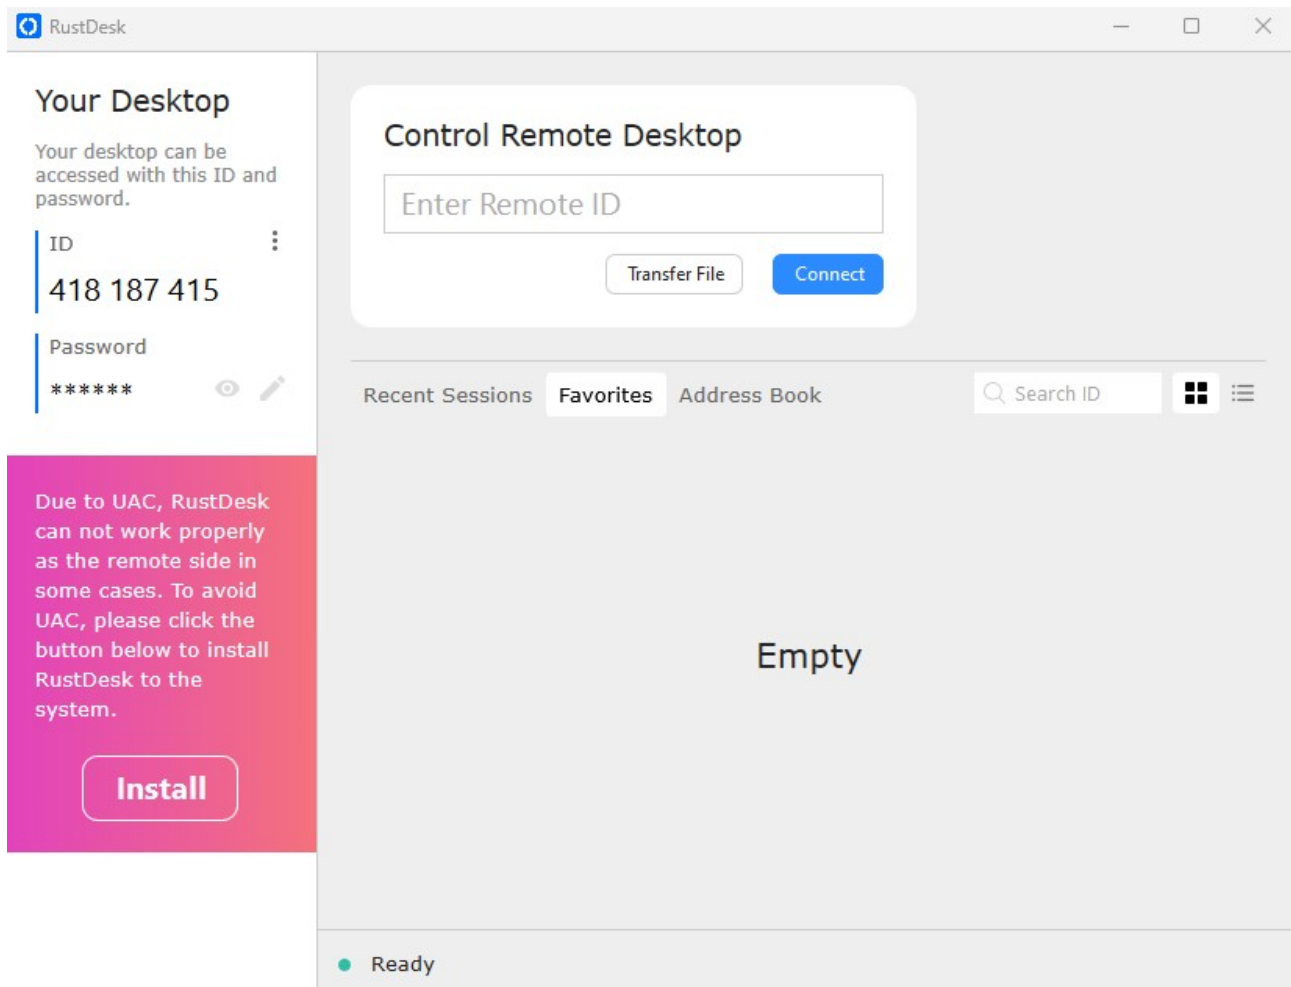 RustDesk
Your Desktop
Your desktop can be
accessed with this ID and
password.
ID
418 187 415
Password
******
Due to UAC, RustDesk
can not work properly
as the remote side in
some cases. To avoid
UAC, please click the
button below to install
RustDesk to the
system.
Install
Control Remote Desktop
Enter Remote ID
Transfer File
Connect
Recent Sessions
Favorites
Address Book
Search ID
Empty
Ready